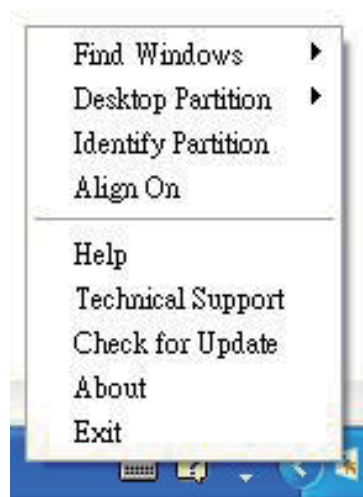 Find Windows
Desktop Partition
Identify Partition
Align On
Help
Technical Support
Check for Update
About
Exit